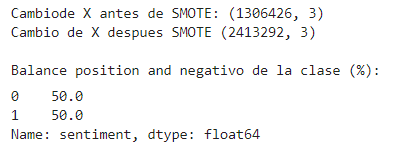 Cambiode X antes de SMOTE: (1306426, 3)
Cambio de X despues SMOTE (2413292, 3)
Balance position and negativo de la clase (%):
0    50.0
1    50.0
Name: sentiment, dtype: float64